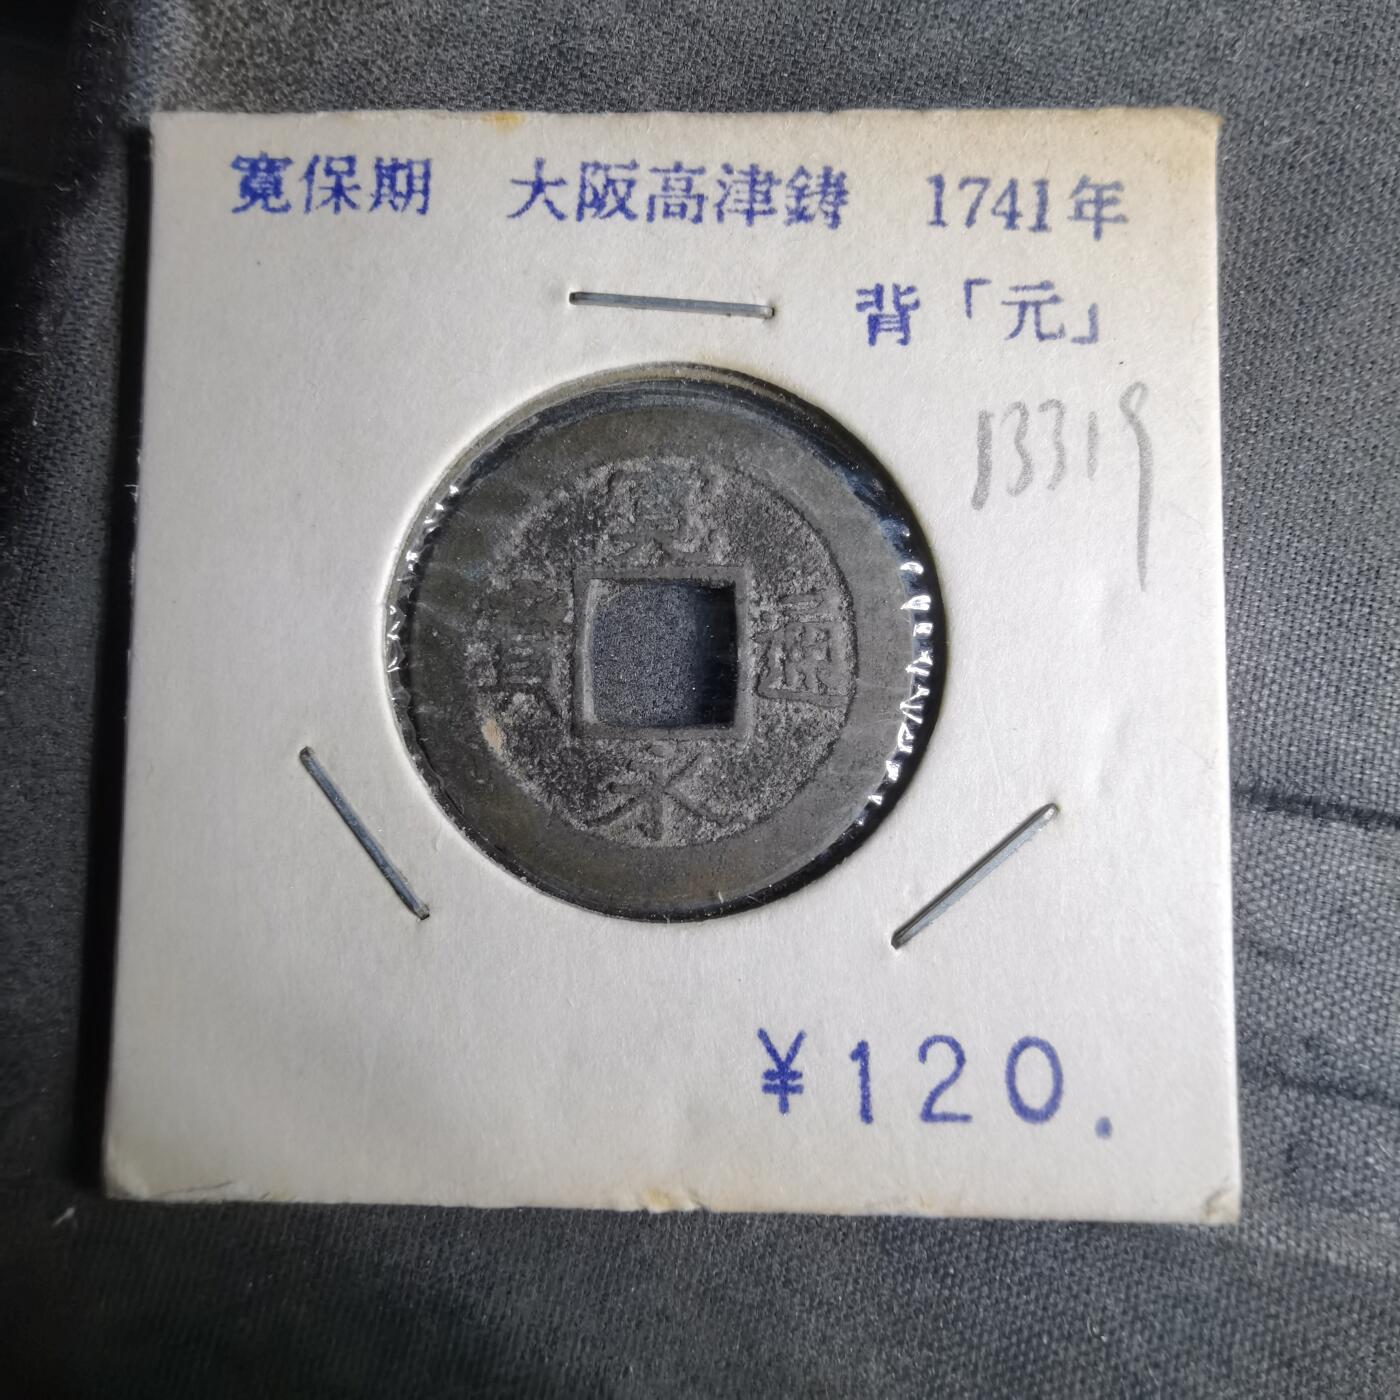 寛保期　大阪高津鋳　1741年
背「元」
13319
寛永通寳
¥120.